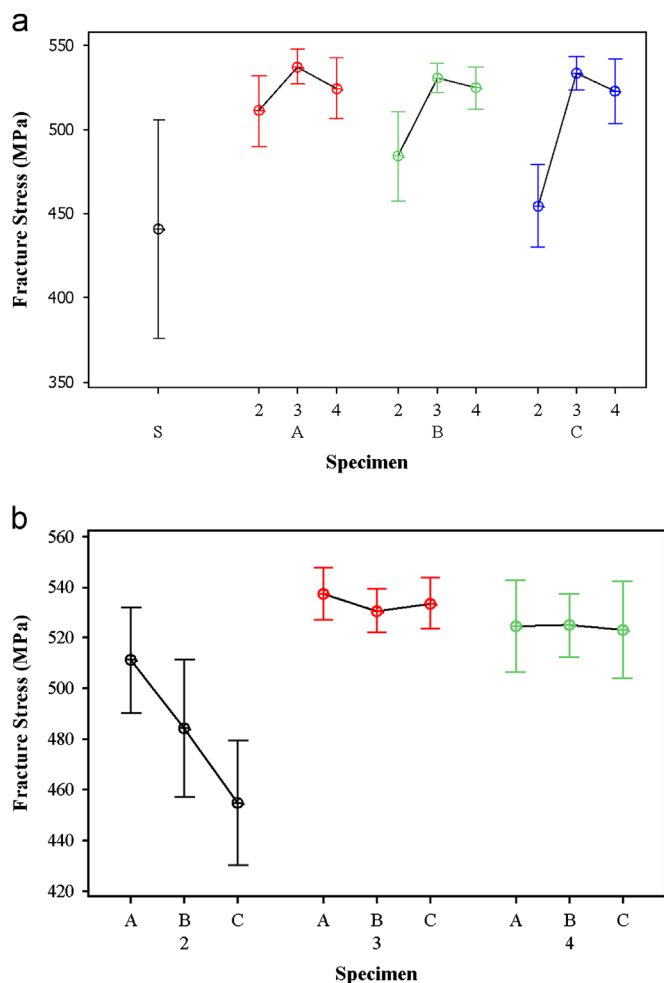 a
Fracture Stress (MPa)
550
500
450
400
350
2 3 4 2 3 4 2 3 4
S A B C
Specimen
b
Fracture Stress (MPa)
560
540
520
500
480
460
440
420
A B C A B C A B C
2 3 4
Specimen